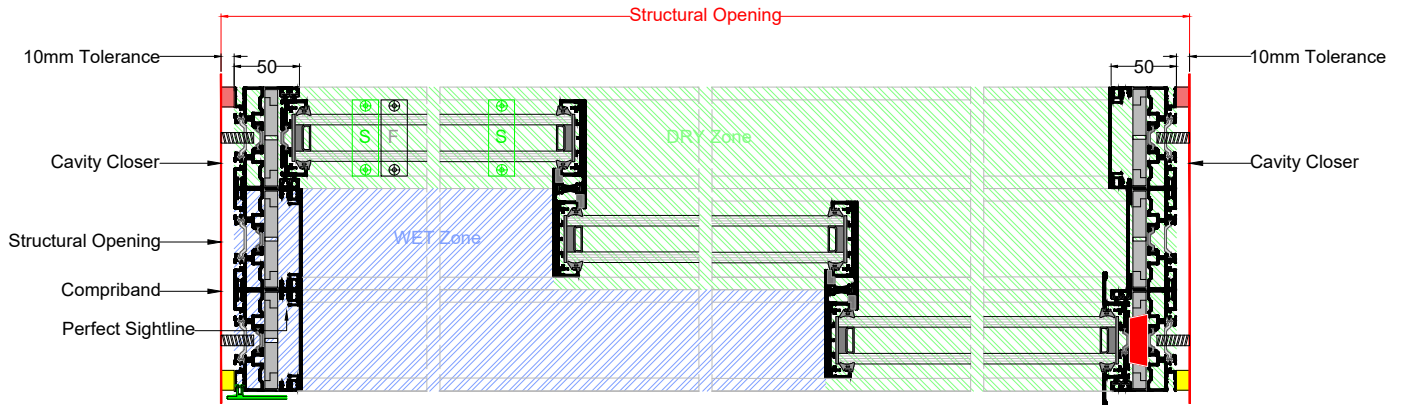 Structural Opening
10mm Tolerance
50
50
10mm Tolerance
S
F
S
DRY Zone
Cavity Closer
Cavity Closer
Structural Opening
WET Zone
Compriband
Perfect Sightline